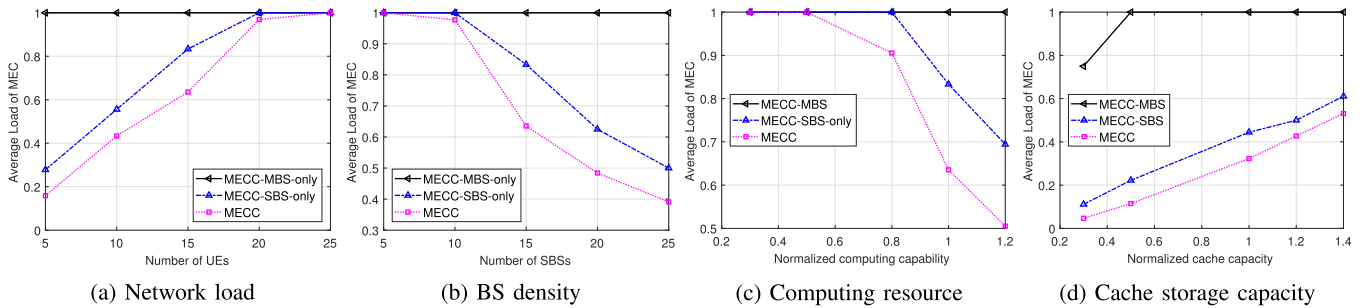 Average Load of MEC
1
0.8
0.6
0.4
0.2
0
5
10
15
20
25
Number of UEs
MECC-MBS-only
MECC-SBS-only
MECC
(a) Network load
Average Load of MEC
1
0.9
0.8
0.7
0.6
0.5
0.4
0.3
5
10
15
20
25
Number of SBSs
MECC-MBS-only
MECC-SBS-only
MECC
(b) BS density
Average Load of MEC
1
0.9
0.8
0.7
0.6
0.5
0.2
0.4
0.6
0.8
1
1.2
Normalized computing capability
MECC-MBS
MECC-SBS-only
MECC
(c) Computing resource
Average Load of MEC
1
0.8
0.6
0.4
0.2
0
0.2
0.4
0.6
0.8
1
1.2
1.4
Normalized cache capacity
MECC-MBS
MECC-SBS
MECC
(d) Cache storage capacity